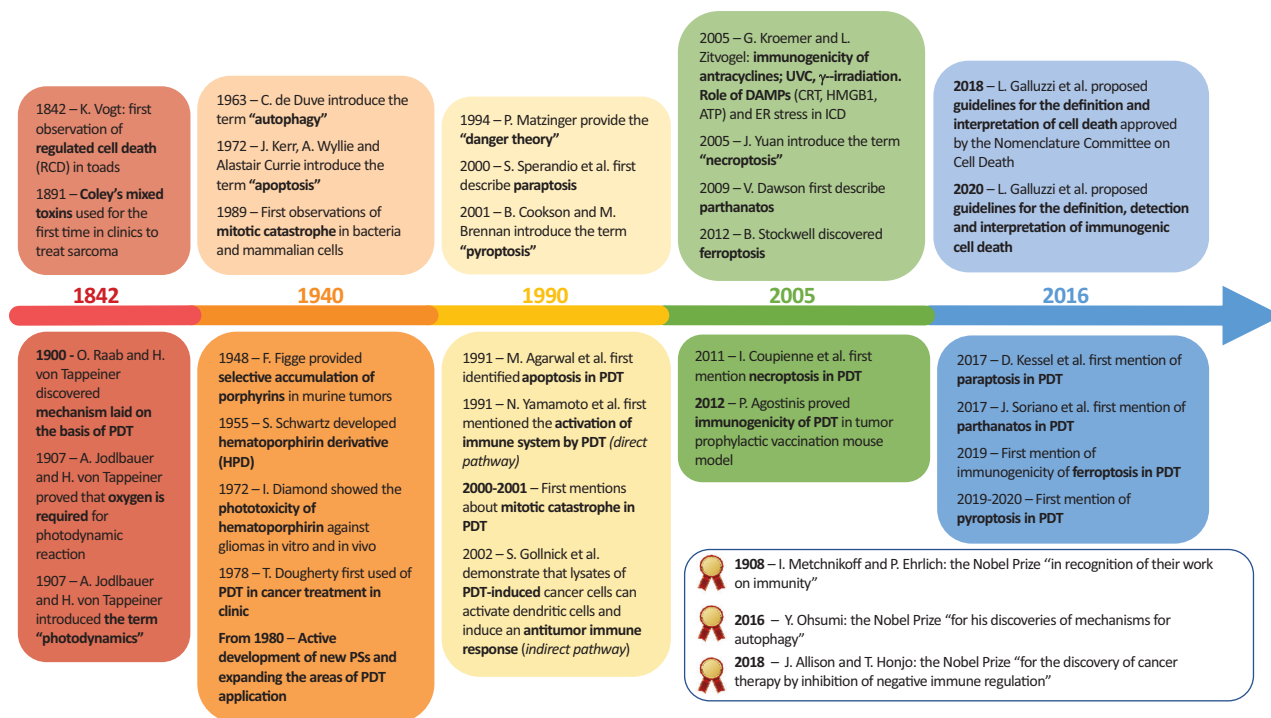 1842 – K. Vogt: first
observation of
regulated cell death
(RCD) in toads
1891 – Coley's mixed
toxins used for the
first time in clinics to
treat sarcoma
1963 – C. de Duve introduce the
term "autophagy"
1972 – J. Kerr, A. Wyllie and
Alastair Currie introduce the
term "apoptosis"
1989 – First observations of
mitotic catastrophe in
bacteria and mammalian cells
1994 – P. Matzinger provide the
"danger theory"
2000 – S. Sperandio et al. first
describe paraptosis
2001 – B. Cookson and M.
Brennan introduce the term
"pyroptosis"
2005 – G. Kroemer and L.
Zitvogel: immunogenicity of
antracyclines; UVC, γ--irradiation.
Role of DAMPs (CRT, HMGB1,
ATP) and ER stress in ICD
2005 – J. Yuan introduce the term
"necroptosis"
2009 – V. Dawson first describe
parthanatos
2012 – B. Stockwell discovered
ferroptosis
2018 – L. Galluzzi et al. proposed
guidelines for the definition and
interpretation of cell death approved
by the Nomenclature Committee on
Cell Death
2020 – L. Galluzzi et al. proposed
guidelines for the definition, detection
and interpretation of immunogenic
cell death
1842
1940
1990
2005
2016
1900 - O. Raab and H.
von Tappeiner
discovered
mechanism laid on
the basis of PDT
1907 – A. Jodlbauer
and H. von Tappeiner
proved that oxygen is
required for
photodynamic
reaction
1907 – A. Jodlbauer
and H. von Tappeiner
introduced the term
"photodynamics"
1948 – F. Figge provided
selective accumulation of
porphyrins in murine tumors
1955 – S. Schwartz developed
hematoporphirin derivative
(HPD)
1972 – I. Diamond showed the
phototoxicity of
hematoporphirin against
gliomas in vitro and in vivo
1978 – T. Dougherty first used of
PDT in cancer treatment in
clinic
From 1980 – Active
development of new PSs and
expanding the areas of PDT
application
1991 – M. Agarwal et al. first
identified apoptosis in PDT
1991 – N. Yamamoto et al. first
mentioned the activation of
immune system by PDT (direct
pathway)
2000-2001 – First mentions
about mitotic catastrophe in
PDT
2002 – S. Gollnick et al.
demonstrate that lysates of
PDT-induced cancer cells can
activate dendritic cells and
induce an antitumor immune
response (indirect pathway)
2011 – I. Coupienne et al. first
mention necroptosis in PDT
2012 – P. Agostinis proved
immunogenicity of PDT in tumor
prophylactic vaccination mouse
model
2017 – D. Kessel et al. first mention of
paraptosis in PDT
2017 – J. Soriano et al. first mention of
parthanatos in PDT
2019 – First mention of
immunogenicity of ferroptosis in PDT
2019-2020 – First mention of
pyroptosis in PDT
1908 – I. Metchnikoff and P. Ehrlich: the Nobel Prize "in recognition of their work
on immunity"
2016 – Y. Ohsumi: the Nobel Prize "for his discoveries of mechanisms for
autophagy"
2018 – J. Allison and T. Honjo: the Nobel Prize "for the discovery of cancer
therapy by inhibition of negative immune regulation"